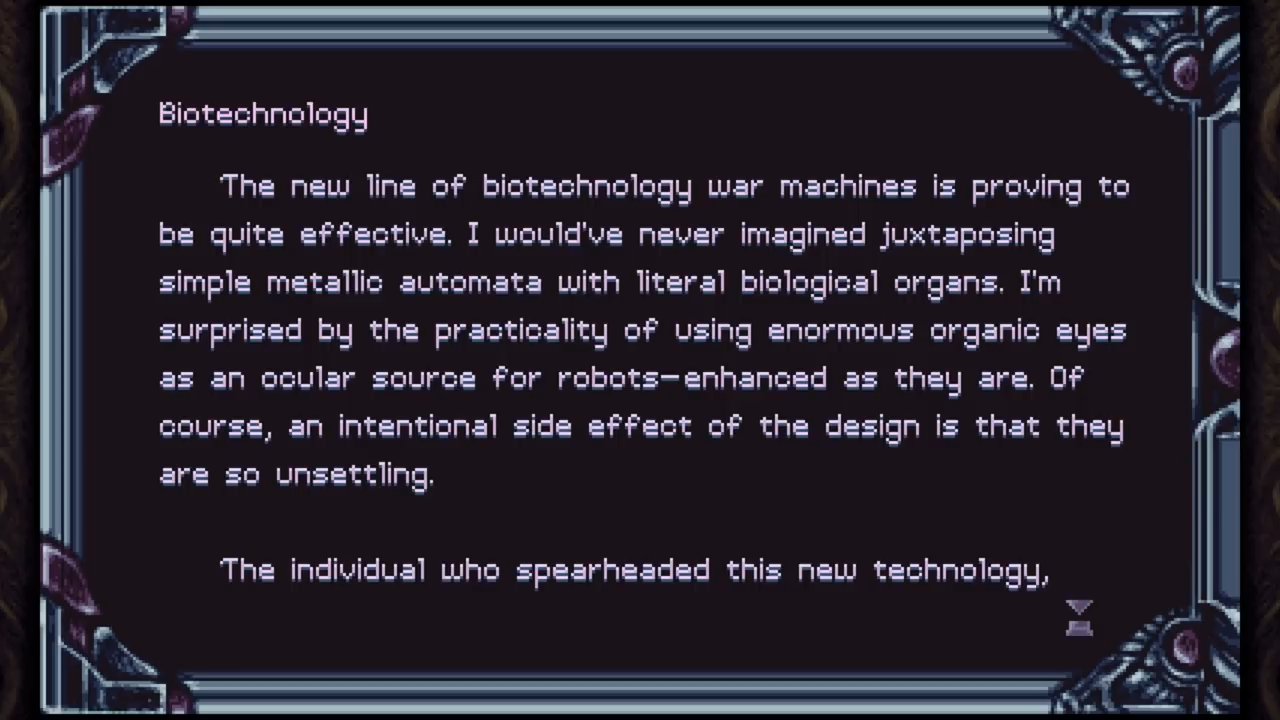 Biotechnology
The new line of biotechnology war machines is proving to
be quite effective. I would've never imagined juxtaposing
simple metallic automata with literal biological organs. I'm
surprised by the practicality of using enormous organic eyes
as an ocular source for robots—enhanced as they are. Of
course, an intentional side effect of the design is that they
are so unsettling.
The individual who spearheaded this new technology,